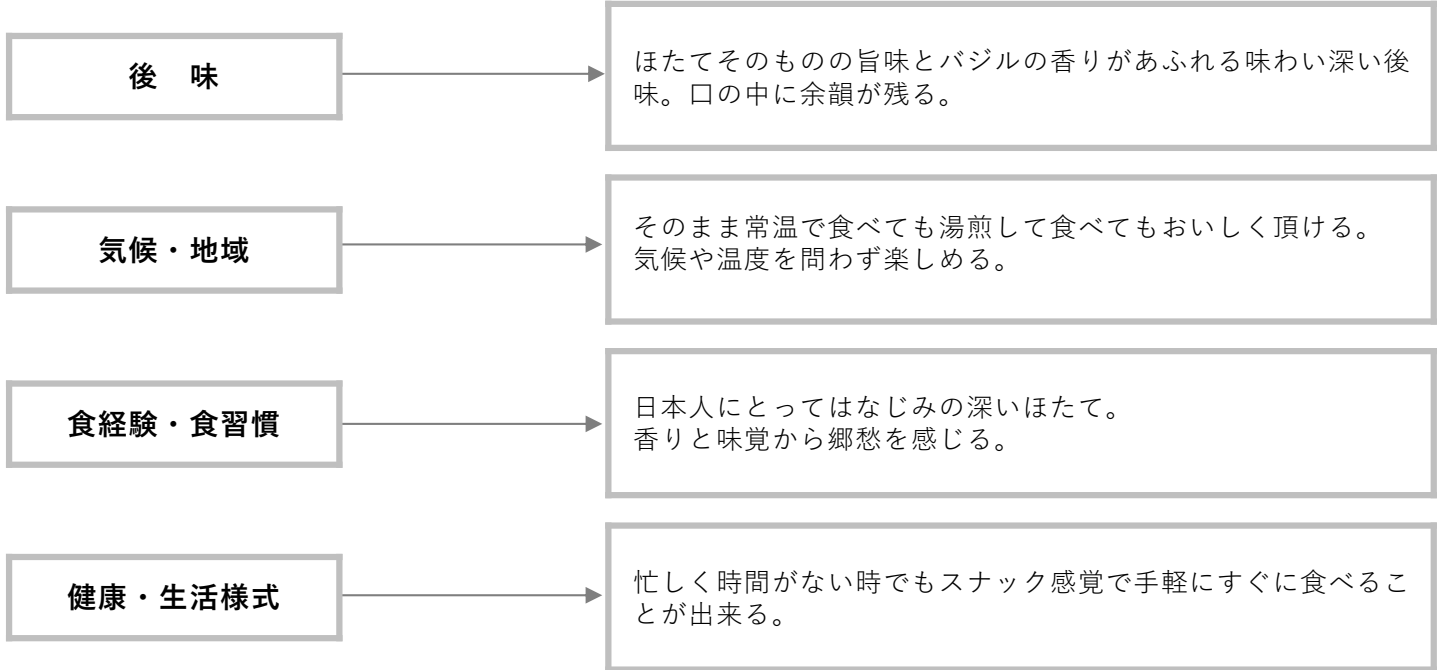 後　味
ほたてそのものの旨味とバジルの香りがあふれる味わい深い後
味。口の中に余韻が残る。
気候・地域
そのまま常温で食べても湯煎して食べてもおいしく頂ける。
気候や温度を問わず楽しめる。
食経験・食習慣
日本人にとってはなじみの深いほたて。
香りと味覚から郷愁を感じる。
健康・生活様式
忙しく時間がない時でもスナック感覚で手軽にすぐに食べるこ
とが出来る。